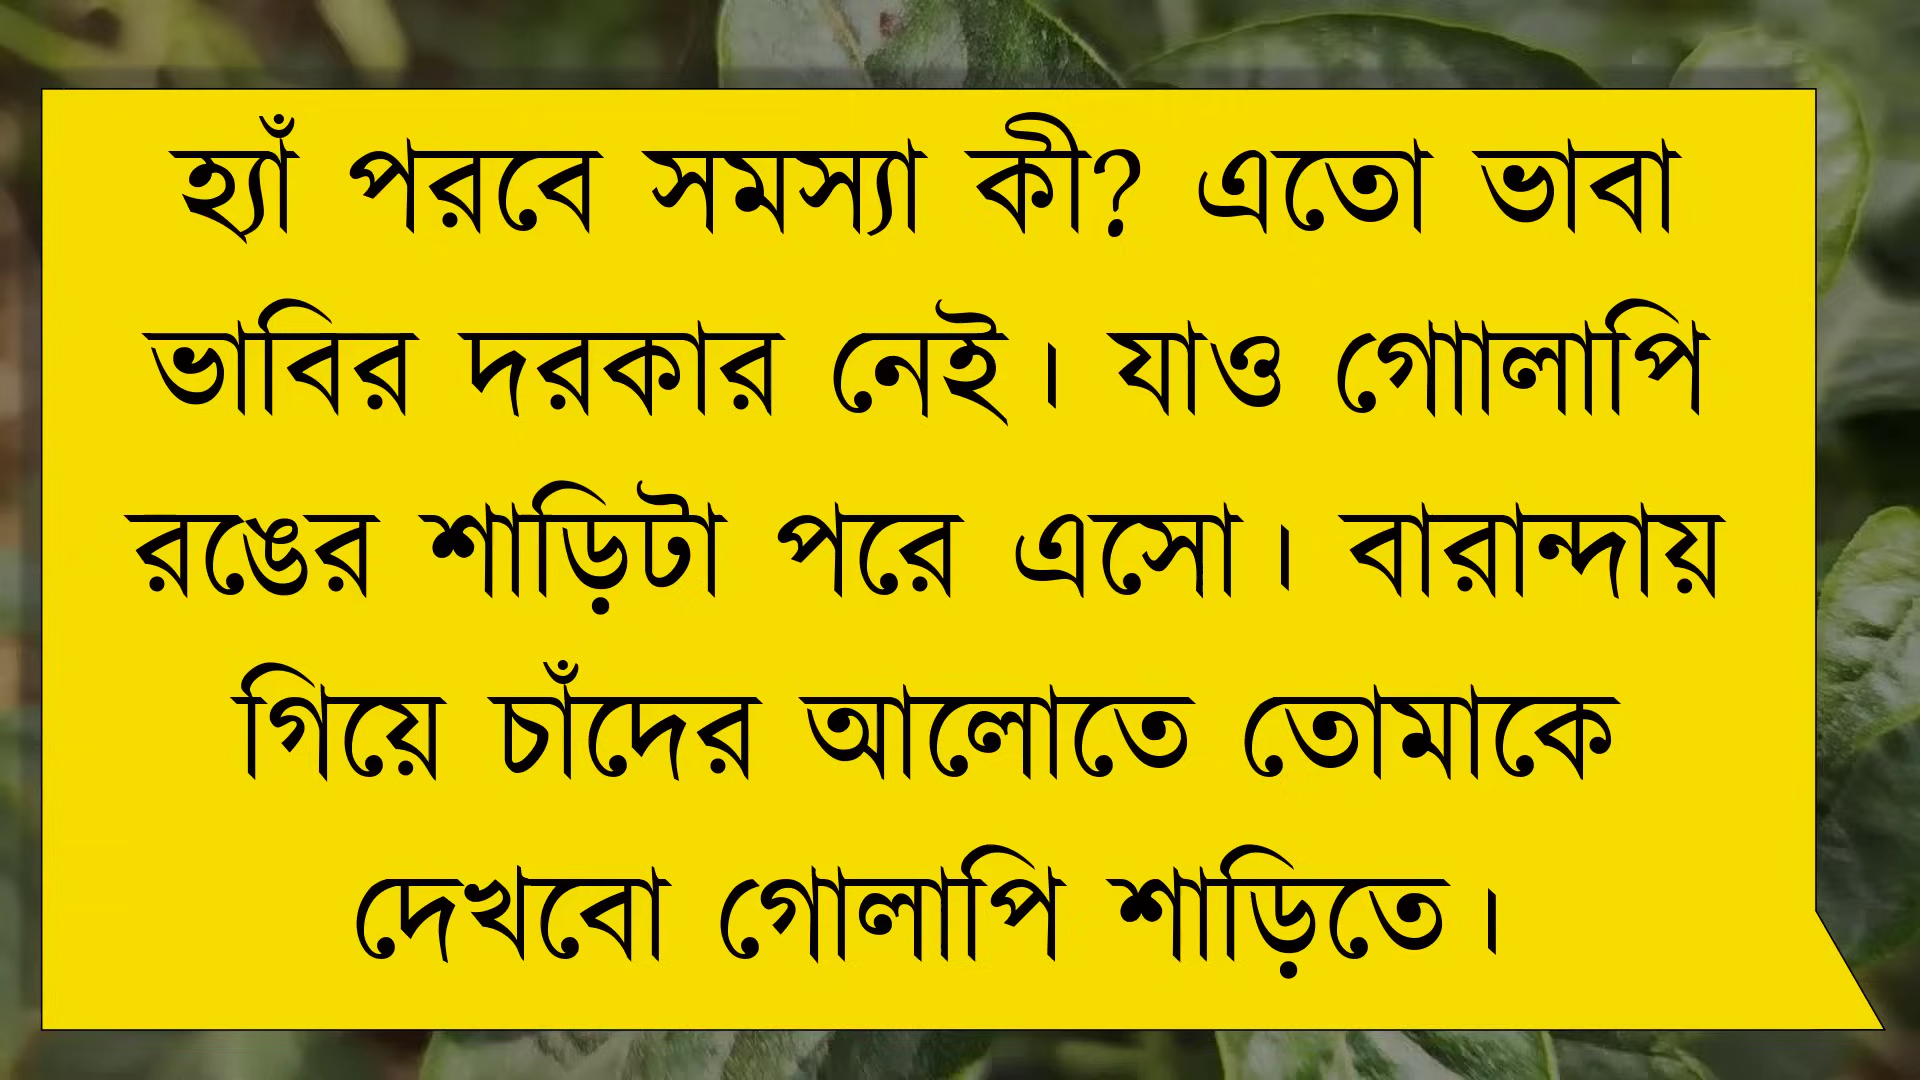 হ্যাঁ পরবে সমস্যা কী? এতো ভাবা
ভাবির দরকার নেই। যাও গোোলাপি
রঙের শাড়িটা পরে এসো। বারান্দায়
গিয়ে চাঁদের আলোতে তোমাকে
দেখবো গোলাপি শাড়িতে।